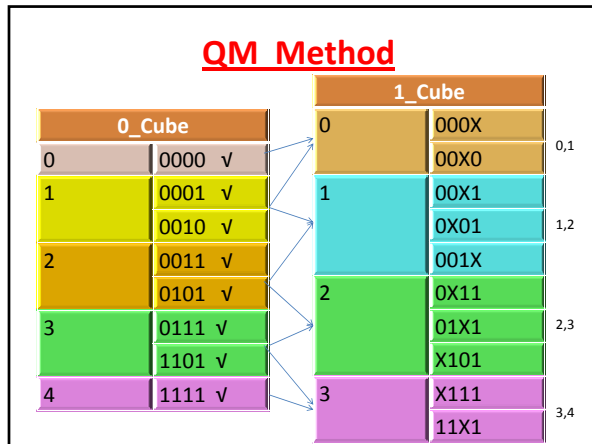 QM Method
0_Cube
0 0000 √
1 0001 √
0010 √
2 0011 √
0101 √
3 0111 √
1101 √
4 1111 √
1_Cube
0 000X 0,1
00X0
1 00X1
0X01 1,2
001X
2 0X11
01X1 2,3
X101
3 X111 3,4
11X1